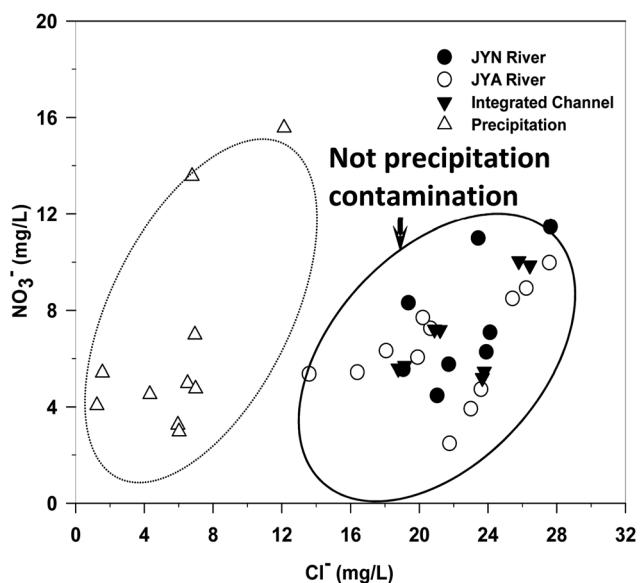 20
16
12
8
4
0
NO₃⁻ (mg/L)
JYN River
JYA River
Integrated Channel
Precipitation
Not precipitation
contamination
0 4 8 12 16 20 24 28 32
Cl⁻ (mg/L)